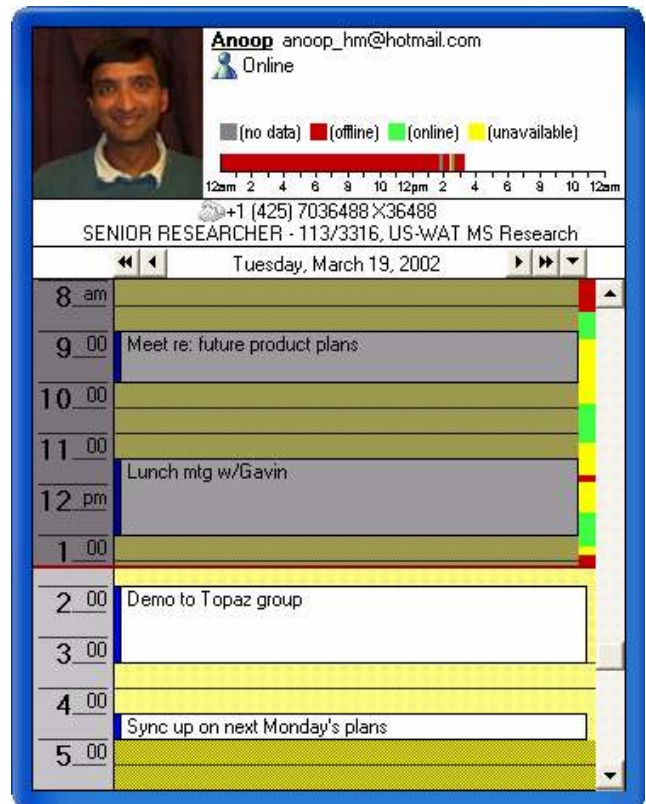 Anoop anoop_hm@hotmail.com
Online
(no data) (offline) (online) (unavailable)
12am 2 4 6 8 10 12pm 2 4 6 8 10 12am
+1 (425) 7036488 X36488
SENIOR RESEARCHER - 113/3316, US-WAT MS Research
Tuesday, March 19, 2002
8 am
9 00 Meet re: future product plans
10 00
11 00
Lunch mtg w/Gavin
12 pm
1 00
2 00 Demo to Topaz group
3 00
4 00
Sync up on next Monday's plans
5 00